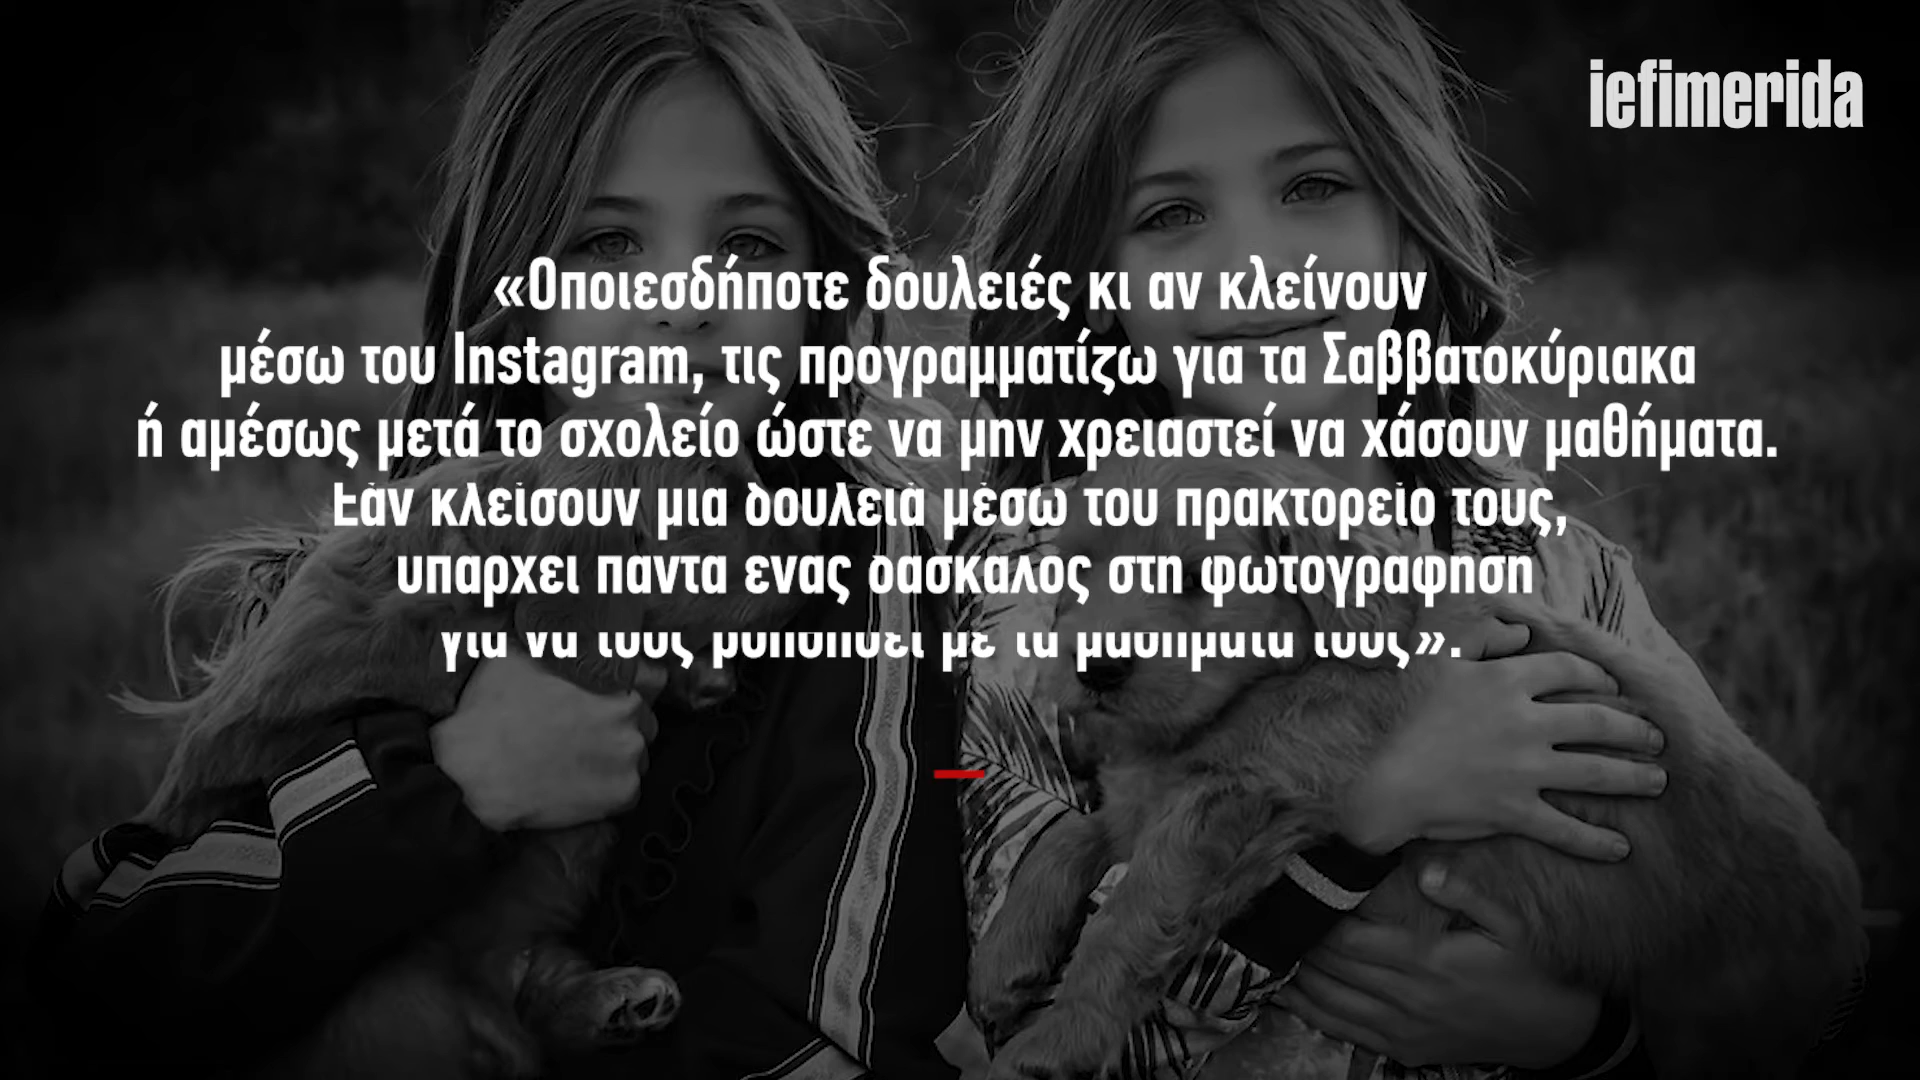 iefimerida
«Οποιεσδήποτε δουλειές κι αν κλείνουν
μέσω του Instagram, τις προγραμματίζω για τα Σαββατοκύριακα
ή αμέσως μετά το σχολείο ώστε να μην χρειαστεί να χάσουν μαθήματα.
Εάν κλείσουν μια δουλειά μέσω του πρακτορείο τους,
υπάρχει πάντα ένας δάσκαλος στη φωτογράφηση
για να τους βοηθήσει με τα μαθήματά τους».